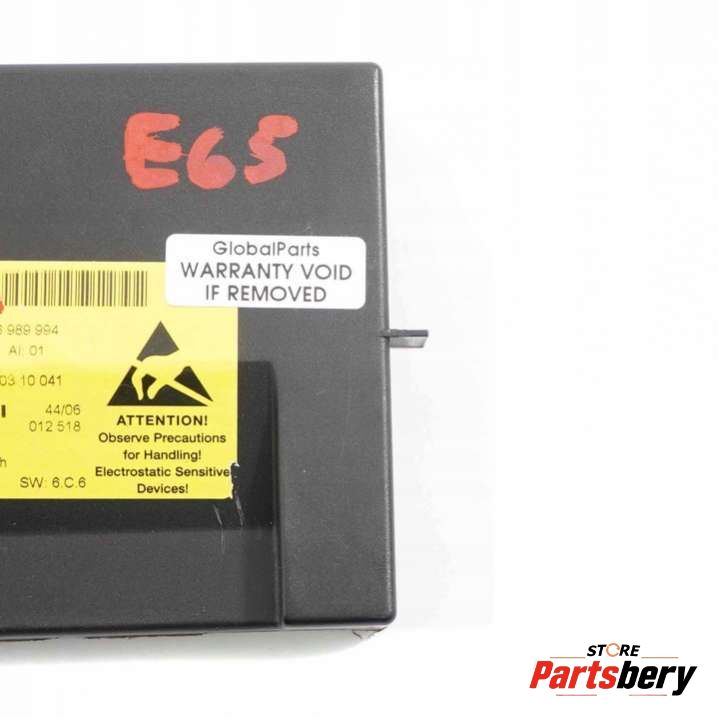 E65
GlobalParts
WARRANTY VOID
IF REMOVED
989 994
AI: 01
03 10 041
44/06
012 518
SW: 6.C.6
ATTENTION!
Observe Precautions
for Handling!
Electrostatic Sensitive
Devices!
STORE
Partsbery